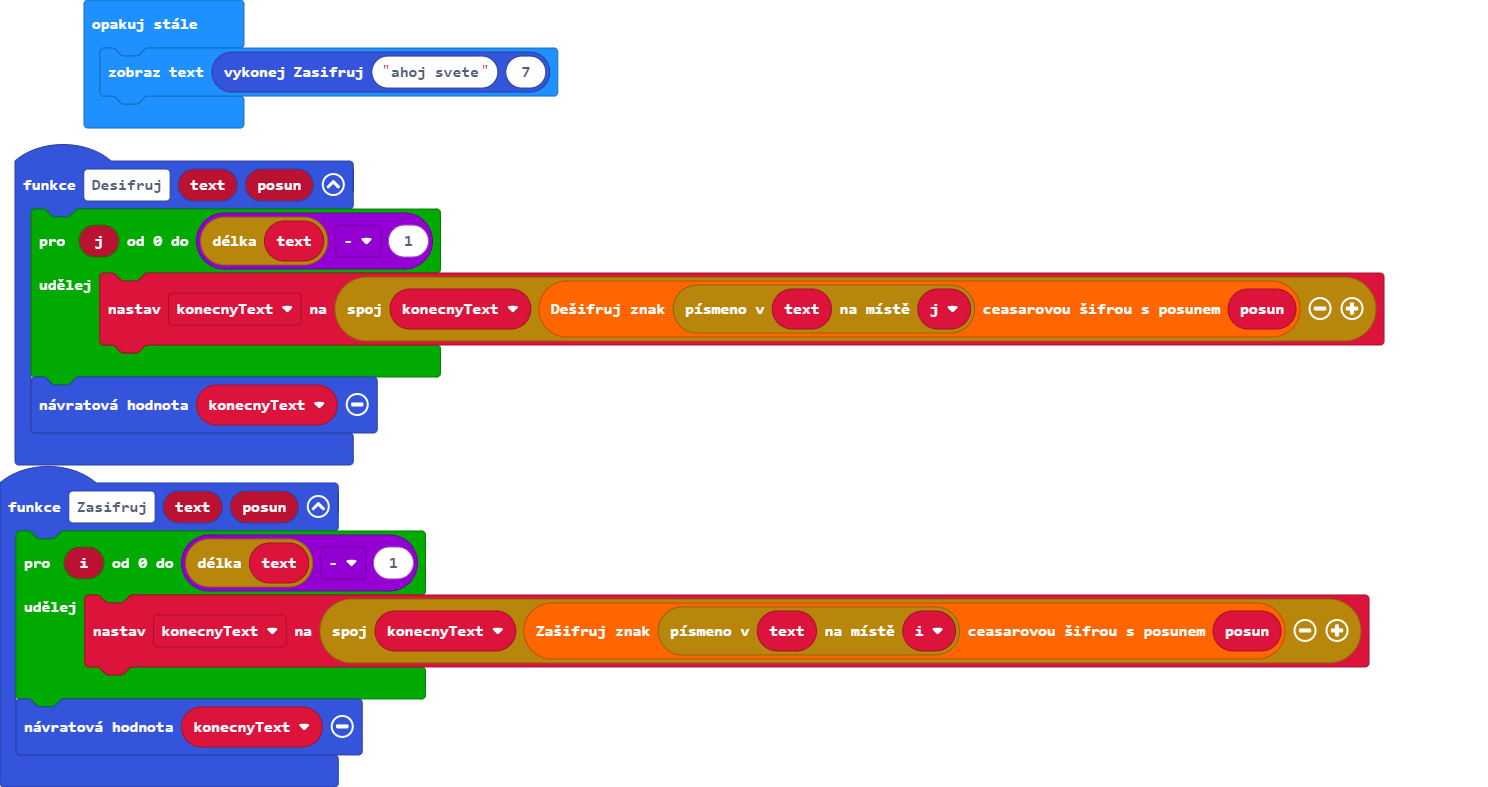 opakuj stále
zobraz text vykonej Zasifruj "ahoj svete" 7
funkce Desifruj text posun
pro j od 0 do délka text - 1
udělej
nastav konecnyText na spoj konecnyText Dešifruj znak písmeno v text na místě j ceasarovou šifrou s posunem posun
návratová hodnota konecnyText
funkce Zasifruj text posun
pro i od 0 do délka text - 1
udělej
nastav konecnyText na spoj konecnyText Zašifruj znak písmeno v text na místě i ceasarovou šifrou s posunem posun
návratová hodnota konecnyText